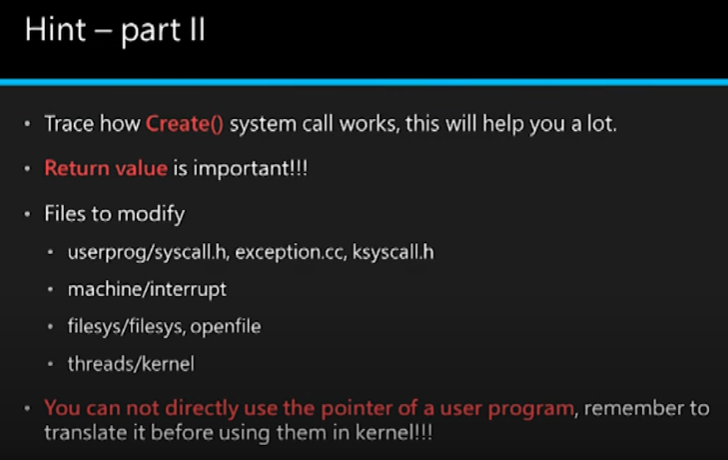 Hint – part II
• Trace how Create() system call works, this will help you a lot.
• Return value is important!!!
• Files to modify
• userprog/syscall.h, exception.cc, ksyscall.h
• machine/interrupt
• filesys/filesys, openfile
• threads/kernel
• You can not directly use the pointer of a user program, remember to
translate it before using them in kernel!!!